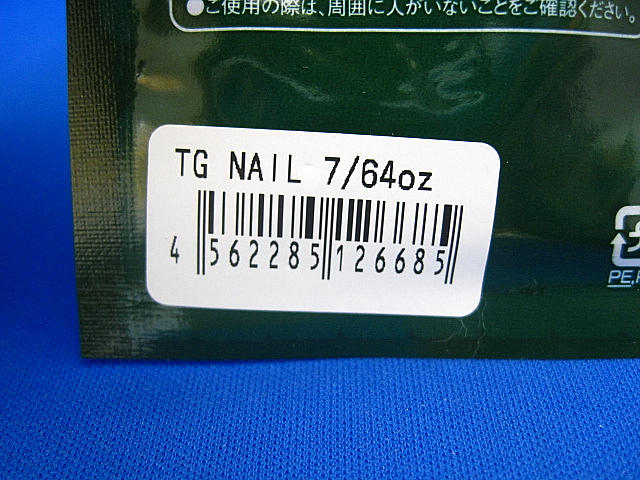 ●ご使用の際は、周囲に人がいないことをご確認ください。
TG NAIL 7/64oz
4 562285 126685
PE,